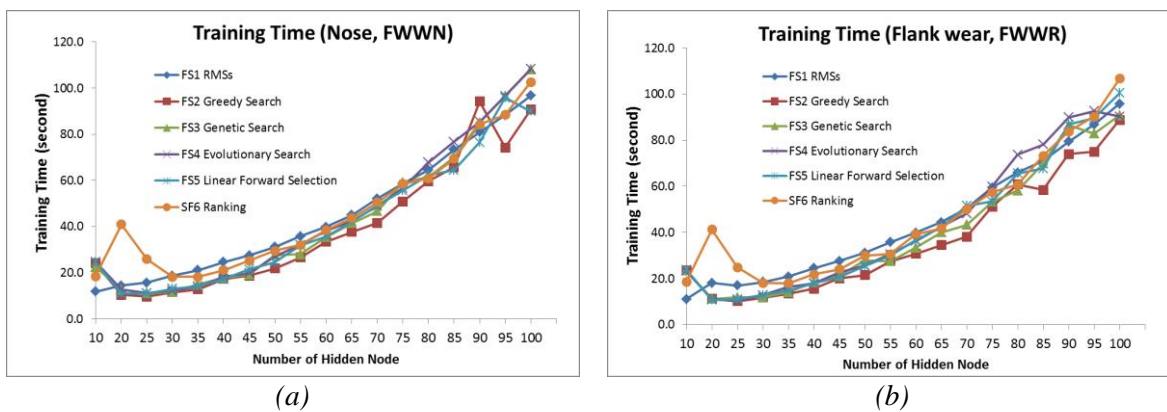 Training Time (Nose, FWWN)
Training Time (second)
120.0
100.0
80.0
60.0
40.0
20.0
0.0
FS1 RMSs
FS2 Greedy Search
FS3 Genetic Search
FS4 Evolutionary Search
FS5 Linear Forward Selection
SF6 Ranking
10 20 25 30 35 40 45 50 55 60 65 70 75 80 85 90 95 100
Number of Hidden Node
(a)
Training Time (Flank wear, FWWR)
Training Time (second)
120.0
100.0
80.0
60.0
40.0
20.0
0.0
FS1 RMSs
FS2 Greedy Search
FS3 Genetic Search
FS4 Evolutionary Search
FS5 Linear Forward Selection
SF6 Ranking
10 20 25 30 35 40 45 50 55 60 65 70 75 80 85 90 95 100
Number of Hidden Node
(b)